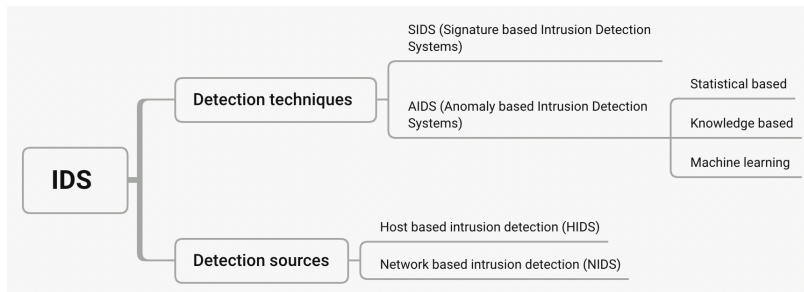 IDS
Detection techniques
SIDS (Signature based Intrusion Detection
Systems)
AIDS (Anomaly based Intrusion Detection
Systems)
Statistical based
Knowledge based
Machine learning
Detection sources
Host based intrusion detection (HIDS)
Network based intrusion detection (NIDS)